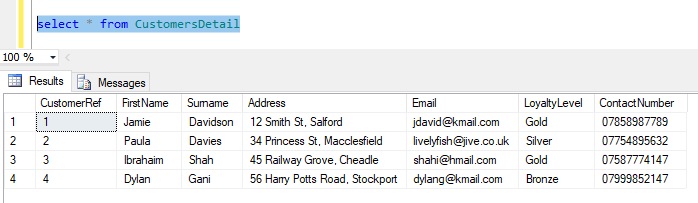 select * from CustomersDetail
100 %
Results Messages
CustomerRef FirstName Surname Address Email LoyaltyLevel ContactNumber
1 1 Jamie Davidson 12 Smith St, Salford jdavid@kmail.com Gold 07858987789
2 2 Paula Davies 34 Princess St, Macclesfield livelyfish@jive.co.uk Silver 07754895632
3 3 Ibrahaim Shah 45 Railway Grove, Cheadle shahi@hmail.com Gold 07587774147
4 4 Dylan Gani 56 Harry Potts Road, Stockport dylang@kmail.com Bronze 07999852147